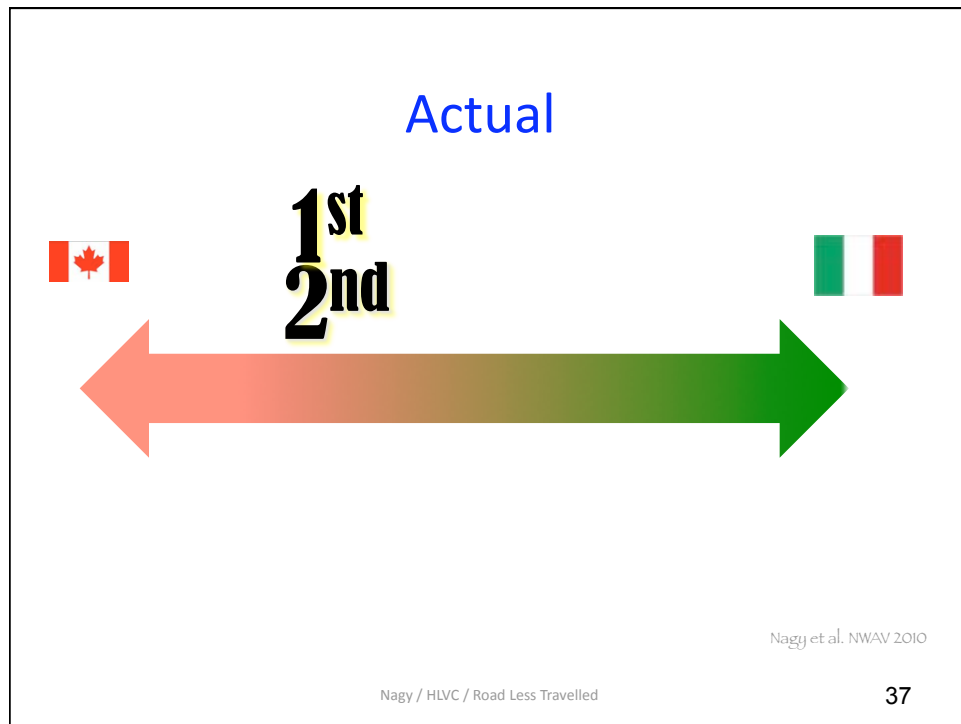 Actual
1st
2nd
Nagy et al. NWAV 2010
Nagy / HLVC / Road Less Travelled
37